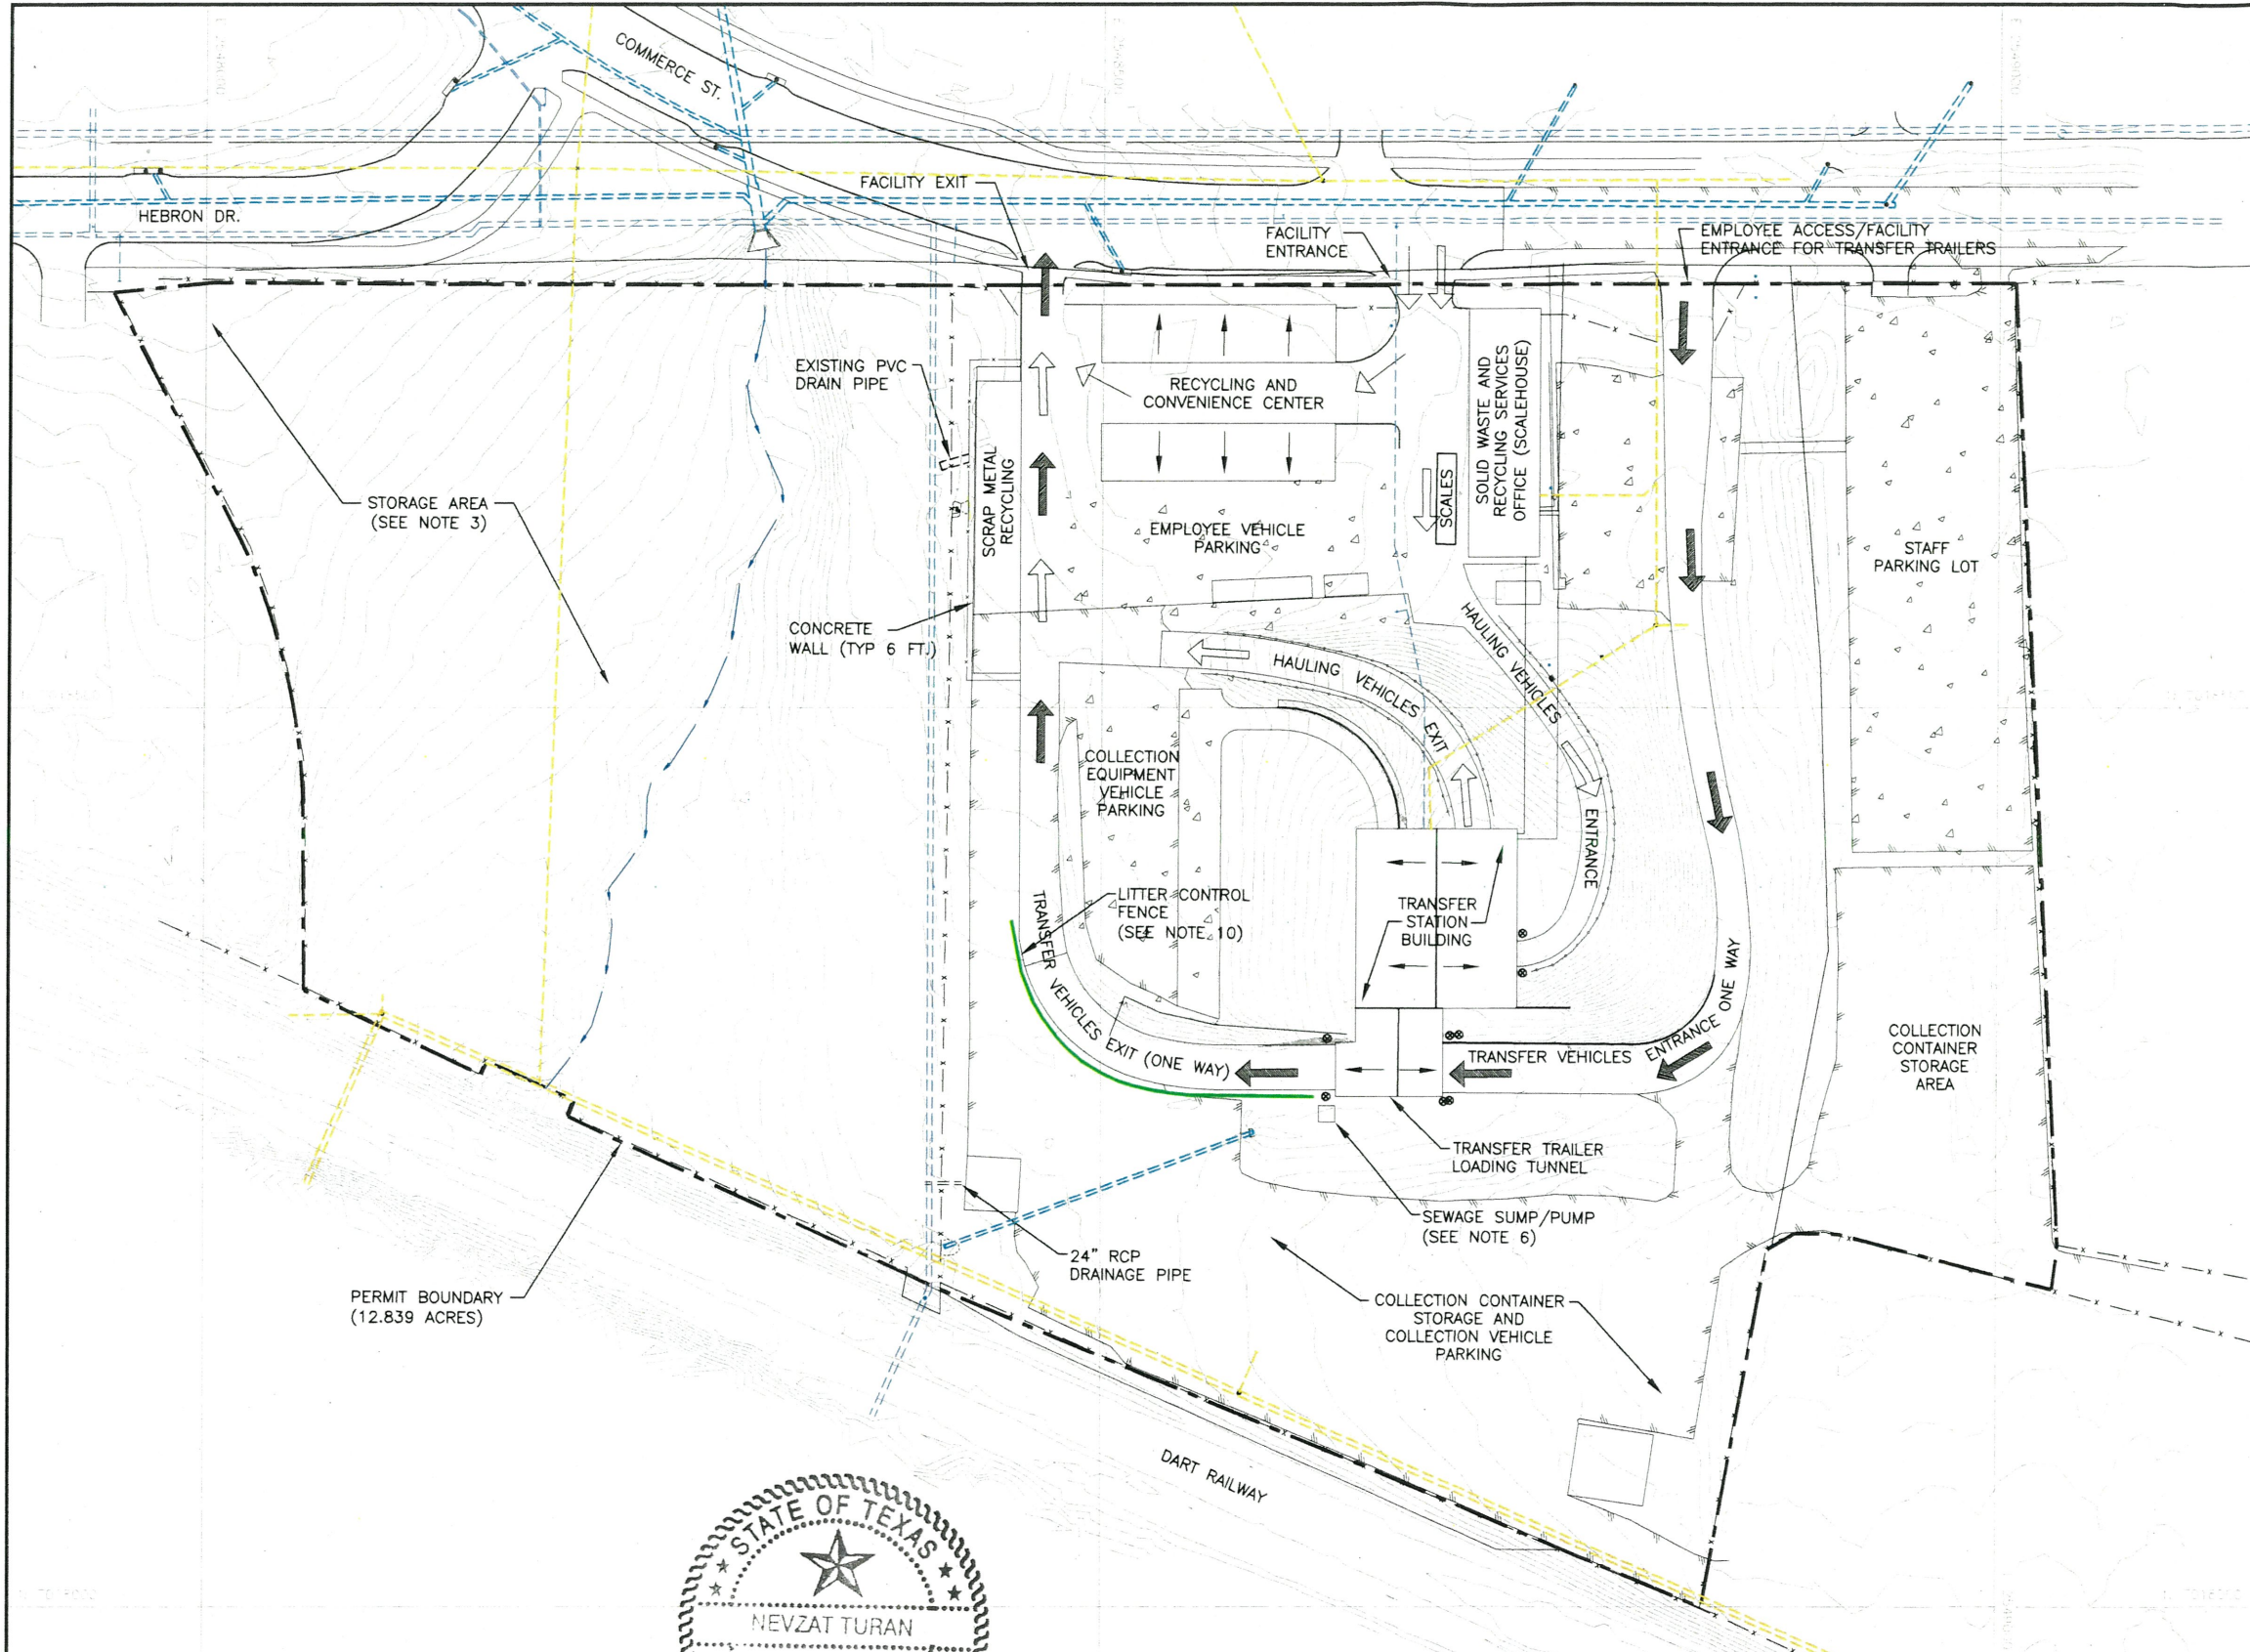 COMMERCE ST.
FACILITY EXIT
HEBRON DR.
FACILITY
ENTRANCE
EMPLOYEE ACCESS/FACILITY
ENTRANCE FOR TRANSFER TRAILERS
EXISTING PVC
DRAIN PIPE
RECYCLING AND
CONVENIENCE CENTER
SOLID WASTE AND
RECYCLING SERVICES
OFFICE (SCALEHOUSE)
SCALES
SCRAP METAL
RECYCLING
STORAGE AREA
(SEE NOTE 3)
EMPLOYEE VEHICLE
PARKING
STAFF
PARKING LOT
CONCRETE
WALL (TYP 6 FT.)
HAULING VEHICLES EXIT
HAULING VEHICLES
ENTRANCE
COLLECTION
EQUIPMENT
VEHICLE
PARKING
LITTER CONTROL
FENCE
(SEE NOTE 10)
TRANSFER
STATION
BUILDING
TRANSFER VEHICLES EXIT (ONE WAY)
TRANSFER VEHICLES ENTRANCE ONE WAY
COLLECTION
CONTAINER
STORAGE
AREA
TRANSFER TRAILER
LOADING TUNNEL
SEWAGE SUMP/PUMP
(SEE NOTE 6)
24" RCP
DRAINAGE PIPE
PERMIT BOUNDARY
(12.839 ACRES)
COLLECTION CONTAINER
STORAGE AND
COLLECTION VEHICLE
PARKING
DART RAILWAY
STATE OF TEXAS
NEVZAT TURAN